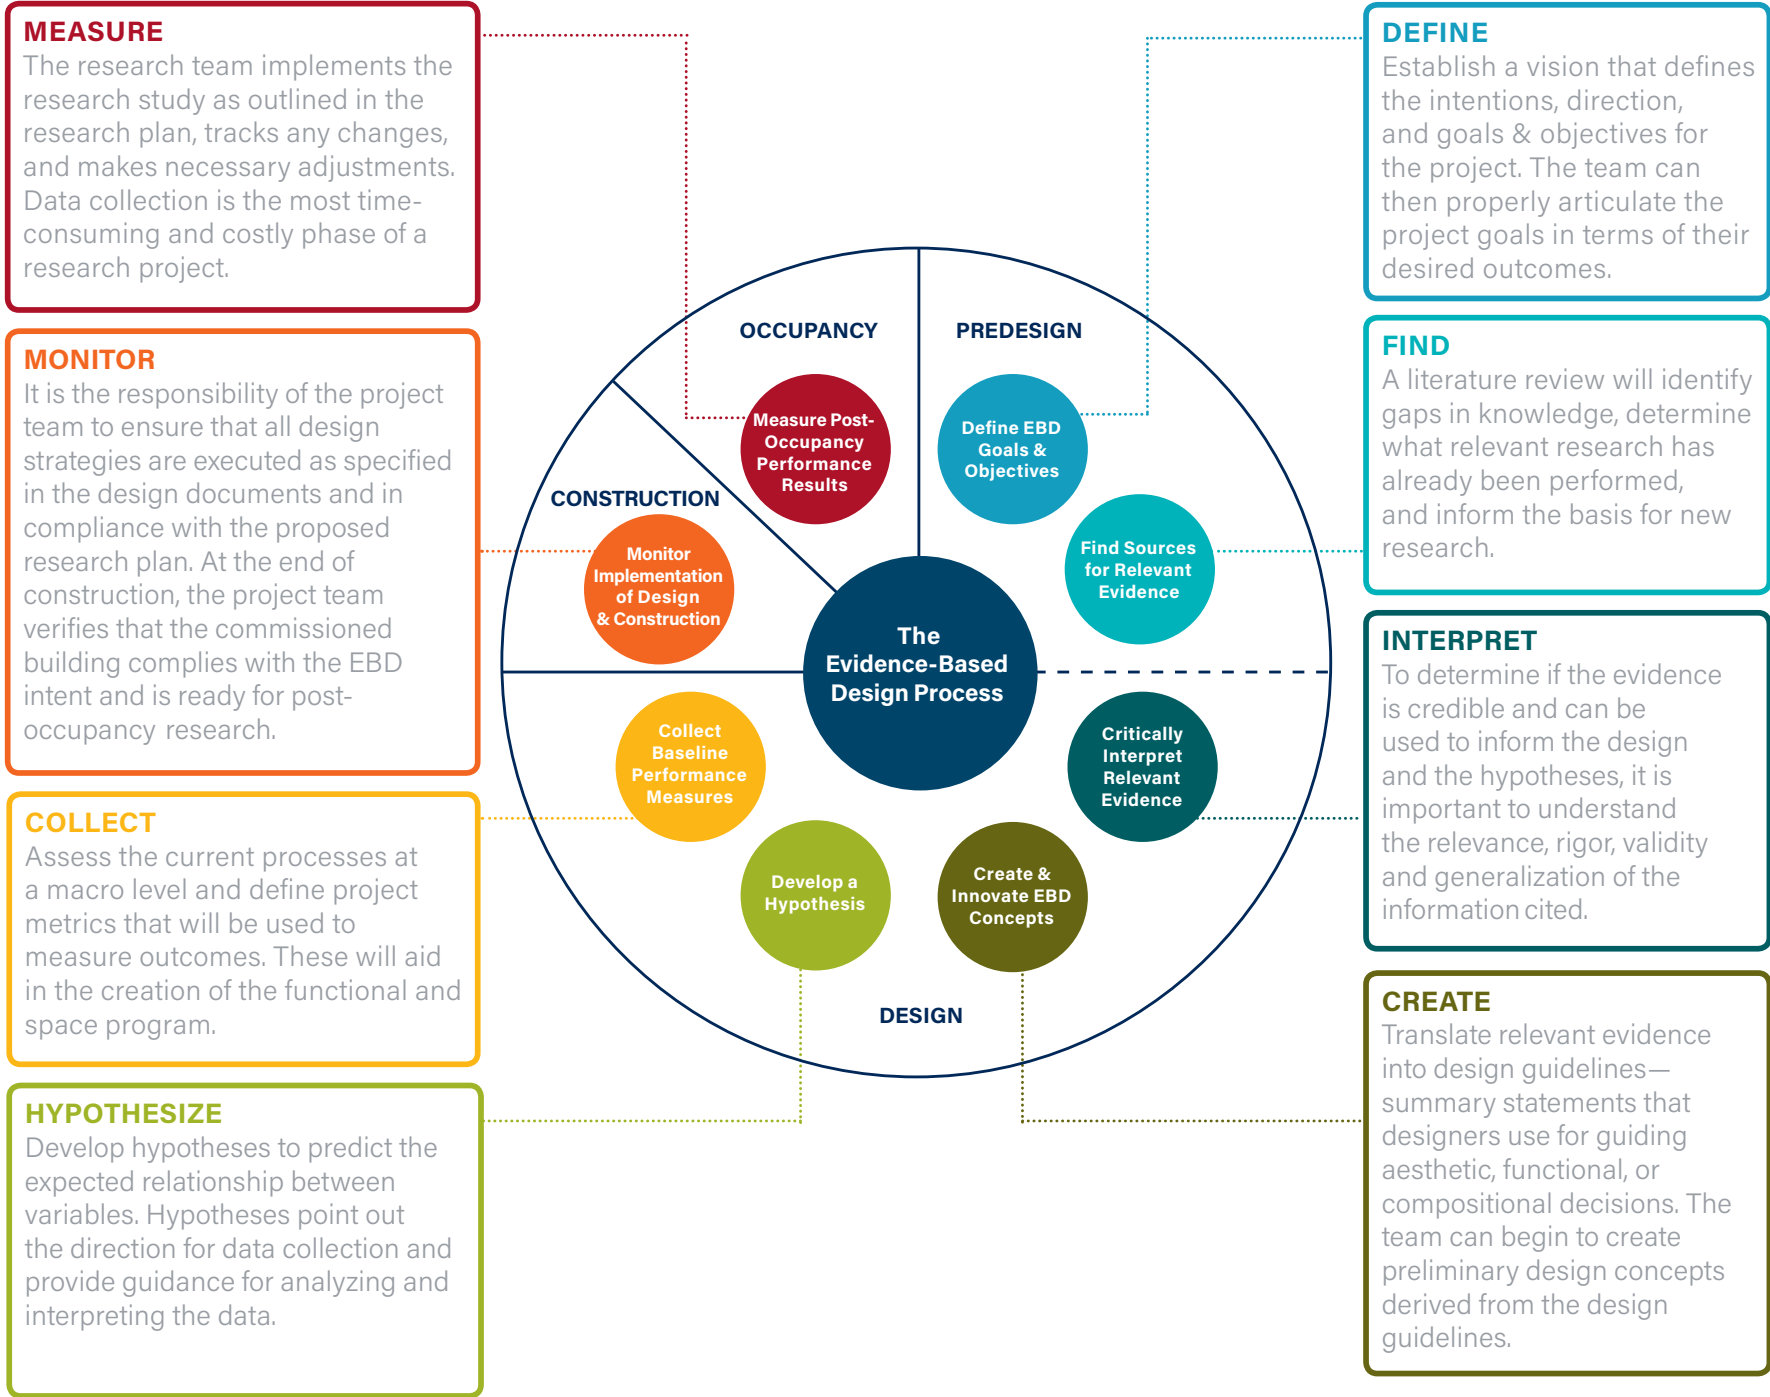 MEASURE
The research team implements the
research study as outlined in the
research plan, tracks any changes,
and makes necessary adjustments.
Data collection is the most time-
consuming and costly phase of a
research project.
MONITOR
It is the responsibility of the project
team to ensure that all design
strategies are executed as specified
in the design documents and in
compliance with the proposed
research plan. At the end of
construction, the project team
verifies that the commissioned
building complies with the EBD
intent and is ready for post-
occupancy research.
COLLECT
Assess the current processes at
a macro level and define project
metrics that will be used to
measure outcomes. These will aid
in the creation of the functional and
space program.
HYPOTHESIZE
Develop hypotheses to predict the
expected relationship between
variables. Hypotheses point out
the direction for data collection and
provide guidance for analyzing and
interpreting the data.
OCCUPANCY
PREDESIGN
Measure Post-
Occupancy
Performance
Results
Define EBD
Goals &
Objectives
CONSTRUCTION
Monitor
Implementation
of Design
& Construction
Find Sources
for Relevant
Evidence
The
Evidence-Based
Design Process
Collect
Baseline
Performance
Measures
Critically
Interpret
Relevant
Evidence
Develop a
Hypothesis
Create &
Innovate EBD
Concepts
DESIGN
DEFINE
Establish a vision that defines
the intentions, direction,
and goals & objectives for
the project. The team can
then properly articulate the
project goals in terms of their
desired outcomes.
FIND
A literature review will identify
gaps in knowledge, determine
what relevant research has
already been performed,
and inform the basis for new
research.
INTERPRET
To determine if the evidence
is credible and can be
used to inform the design
and the hypotheses, it is
important to understand
the relevance, rigor, validity
and generalization of the
information cited.
CREATE
Translate relevant evidence
into design guidelines—
summary statements that
designers use for guiding
aesthetic, functional, or
compositional decisions. The
team can begin to create
preliminary design concepts
derived from the design
guidelines.